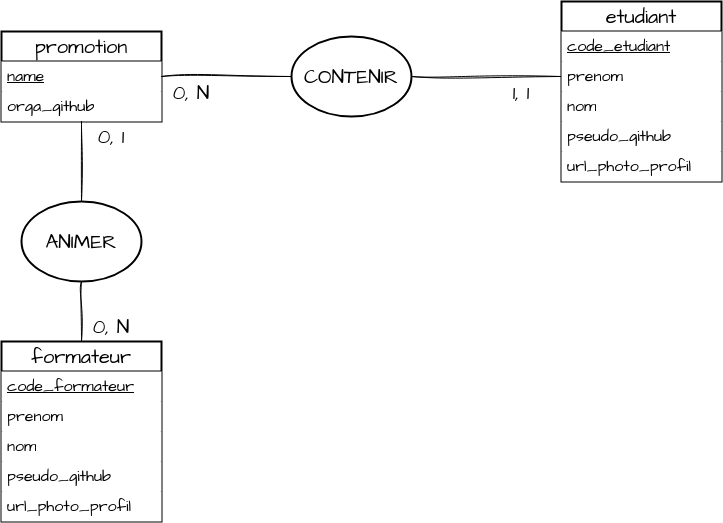 etudiant
promotion
code_etudiant
name
CONTENIR
prenom
0, N
1, 1
orga_github
nom
0, 1
pseudo_github
url_photo_profil
ANIMER
0, N
formateur
code_formateur
prenom
nom
pseudo_github
url_photo_profil